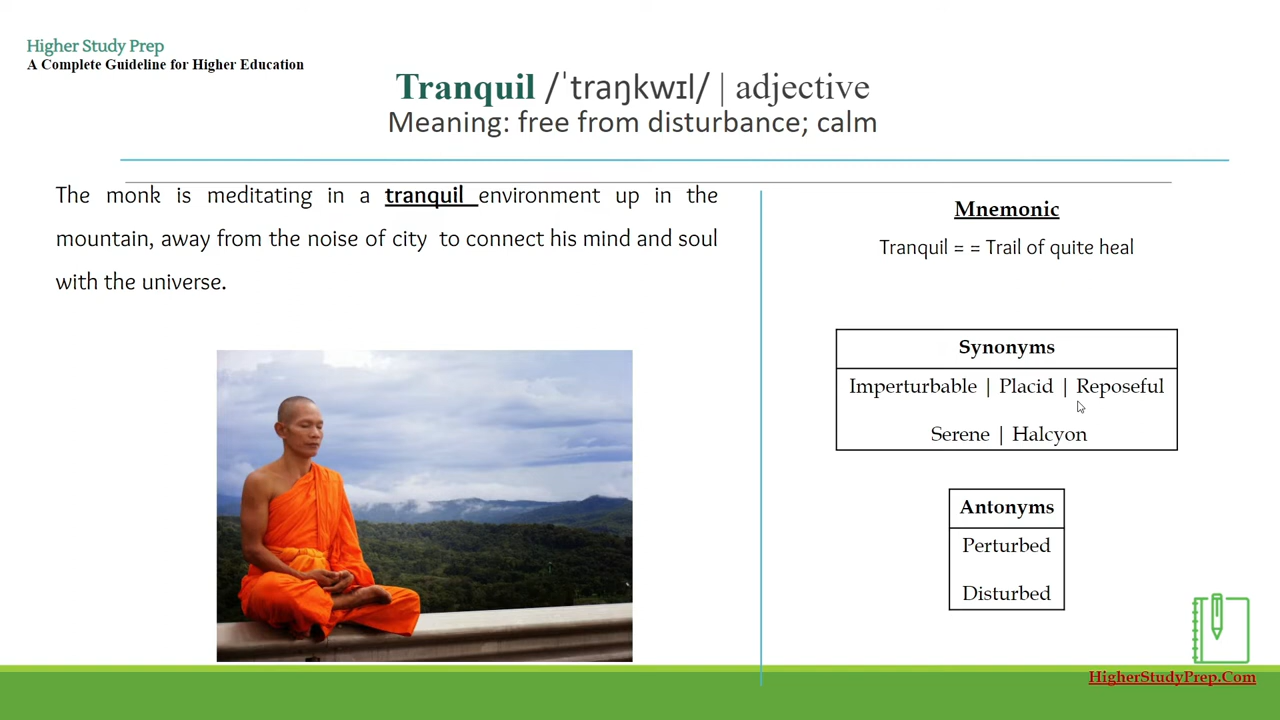 Higher Study Prep
A Complete Guideline for Higher Education
Tranquil /ˈtraŋkwɪl/ | adjective
Meaning: free from disturbance; calm
The monk is meditating in a tranquil environment up in the
mountain, away from the noise of city to connect his mind and soul
with the universe.
Mnemonic
Tranquil = = Trail of quite heal
Synonyms
Imperturbable | Placid | Reposeful
Serene | Halcyon
Antonyms
Perturbed
Disturbed
HigherStudyPrep.Com